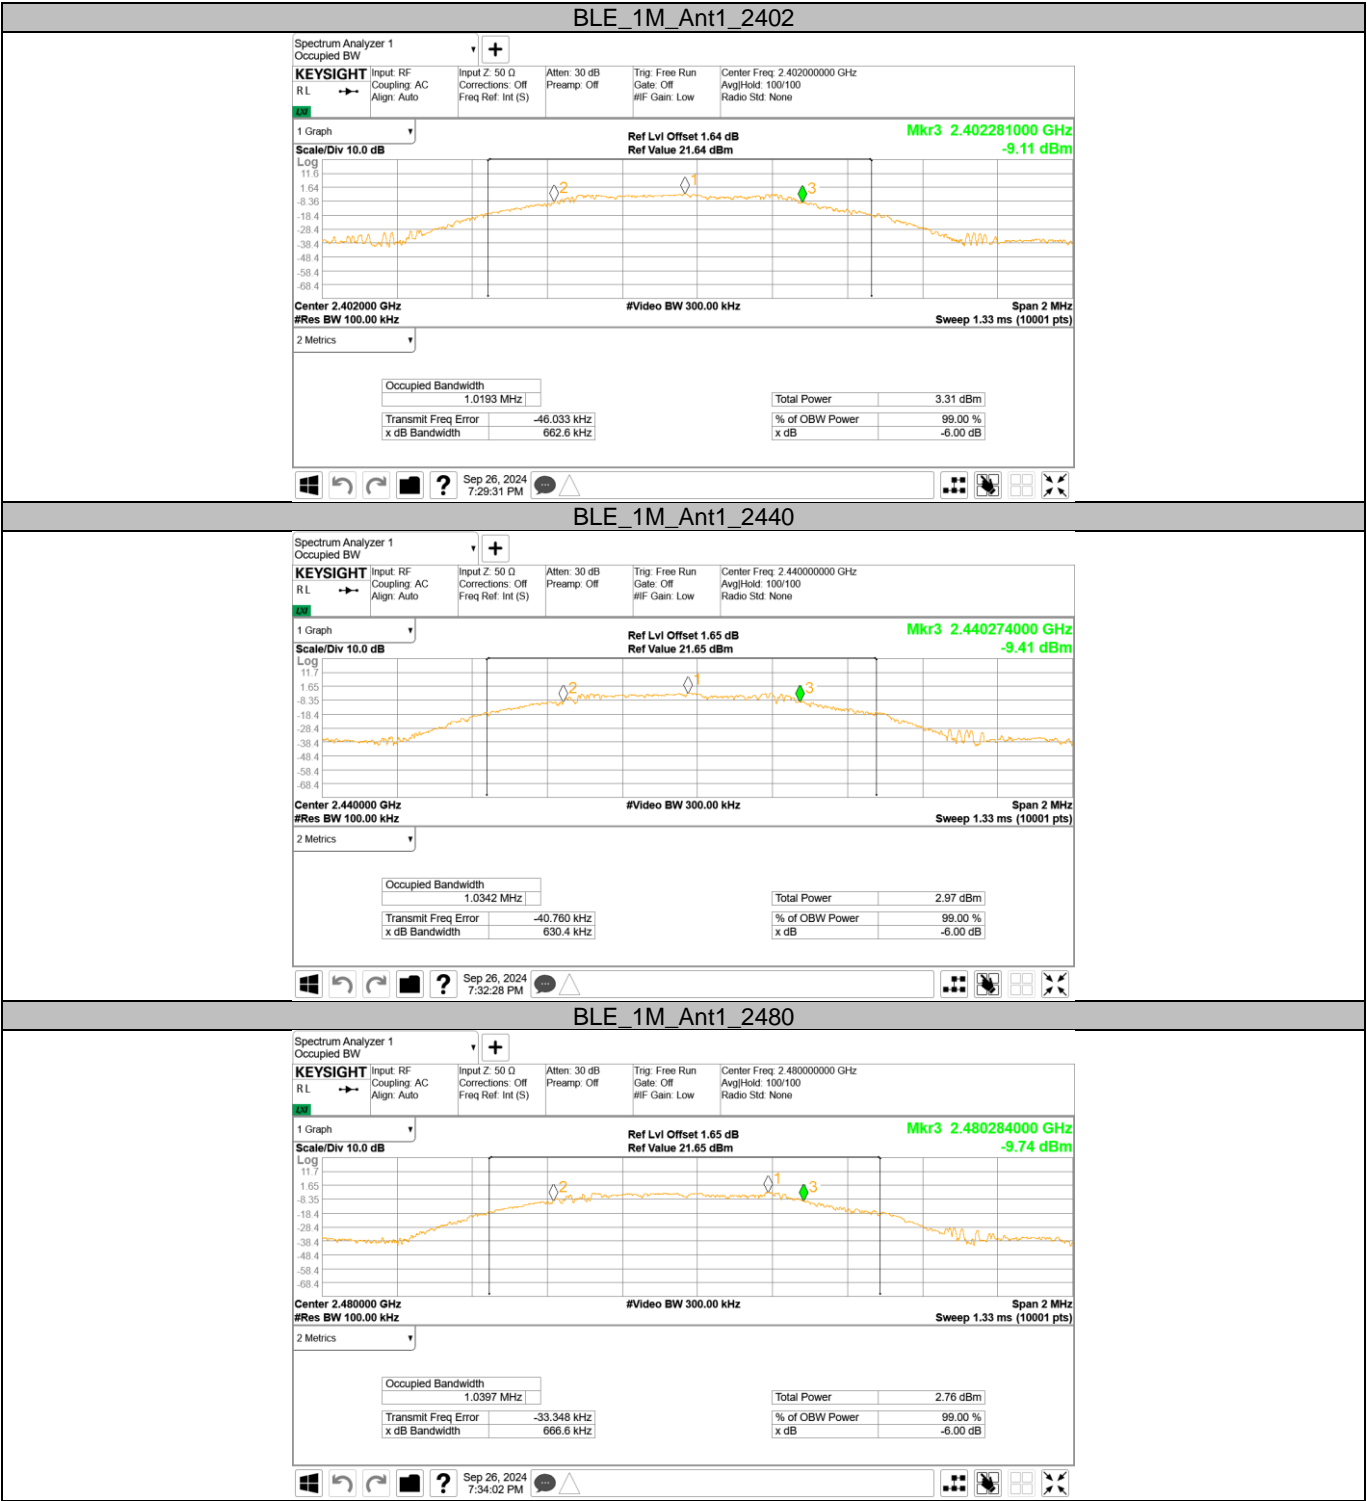 BLE_1M_Ant1_2402
Spectrum Analyzer 1
Occupied BW
KEYSIGHT Input: RF Input Z: 50 Ω Atten: 30 dB Trig: Free Run Center Freq: 2.402000000 GHz
RL Coupling: AC Corrections: Off Preamp: Off Gate: Off Avg|Hold: 100/100
Align: Auto Freq Ref: Int (S) #IF Gain: Low Radio Std: None
LXI
1 Graph Ref Lvl Offset 1.64 dB Mkr3 2.402281000 GHz
Scale/Div 10.0 dB Ref Value 21.64 dBm -9.11 dBm
Log
11.6
1.64
-8.36
-18.4
-28.4
-38.4
-48.4
-58.4
-68.4
2 1 3
Center 2.402000 GHz #Video BW 300.00 kHz Span 2 MHz
#Res BW 100.00 kHz Sweep 1.33 ms (10001 pts)
2 Metrics
Occupied Bandwidth
1.0193 MHz Total Power 3.31 dBm
Transmit Freq Error -46.033 kHz % of OBW Power 99.00 %
x dB Bandwidth 662.6 kHz x dB -6.00 dB
? Sep 26, 2024
7:29:31 PM
BLE_1M_Ant1_2440
Spectrum Analyzer 1
Occupied BW
KEYSIGHT Input: RF Input Z: 50 Ω Atten: 30 dB Trig: Free Run Center Freq: 2.440000000 GHz
RL Coupling: AC Corrections: Off Preamp: Off Gate: Off Avg|Hold: 100/100
Align: Auto Freq Ref: Int (S) #IF Gain: Low Radio Std: None
LXI
1 Graph Ref Lvl Offset 1.65 dB Mkr3 2.440274000 GHz
Scale/Div 10.0 dB Ref Value 21.65 dBm -9.41 dBm
Log
11.7
1.65
-8.35
-18.4
-28.4
-38.4
-48.4
-58.4
-68.4
2 1 3
Center 2.440000 GHz #Video BW 300.00 kHz Span 2 MHz
#Res BW 100.00 kHz Sweep 1.33 ms (10001 pts)
2 Metrics
Occupied Bandwidth
1.0342 MHz Total Power 2.97 dBm
Transmit Freq Error -40.760 kHz % of OBW Power 99.00 %
x dB Bandwidth 630.4 kHz x dB -6.00 dB
? Sep 26, 2024
7:32:28 PM
BLE_1M_Ant1_2480
Spectrum Analyzer 1
Occupied BW
KEYSIGHT Input: RF Input Z: 50 Ω Atten: 30 dB Trig: Free Run Center Freq: 2.480000000 GHz
RL Coupling: AC Corrections: Off Preamp: Off Gate: Off Avg|Hold: 100/100
Align: Auto Freq Ref: Int (S) #IF Gain: Low Radio Std: None
LXI
1 Graph Ref Lvl Offset 1.65 dB Mkr3 2.480284000 GHz
Scale/Div 10.0 dB Ref Value 21.65 dBm -9.74 dBm
Log
11.7
1.65
-8.35
-18.4
-28.4
-38.4
-48.4
-58.4
-68.4
2 1 3
Center 2.480000 GHz #Video BW 300.00 kHz Span 2 MHz
#Res BW 100.00 kHz Sweep 1.33 ms (10001 pts)
2 Metrics
Occupied Bandwidth
1.0397 MHz Total Power 2.76 dBm
Transmit Freq Error -33.348 kHz % of OBW Power 99.00 %
x dB Bandwidth 666.6 kHz x dB -6.00 dB
? Sep 26, 2024
7:34:02 PM